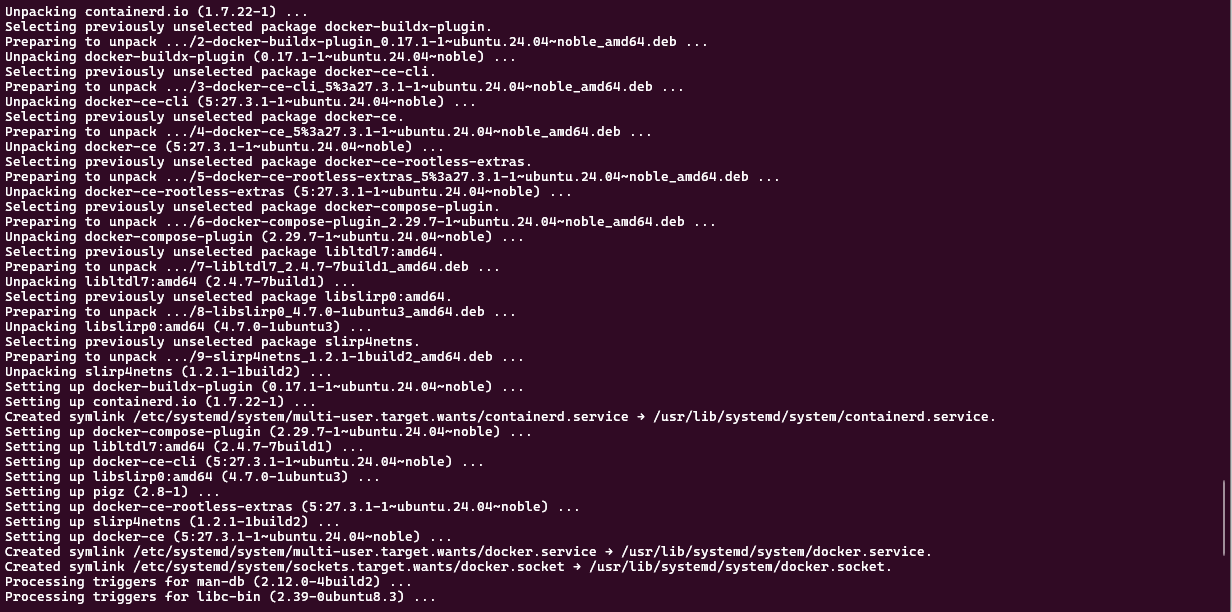 Unpacking containerd.io (1.7.22-1) ...
Selecting previously unselected package docker-buildx-plugin.
Preparing to unpack .../2-docker-buildx-plugin_0.17.1-1~ubuntu.24.04~noble_amd64.deb ...
Unpacking docker-buildx-plugin (0.17.1-1~ubuntu.24.04~noble) ...
Selecting previously unselected package docker-ce-cli.
Preparing to unpack .../3-docker-ce-cli_5%3a27.3.1-1~ubuntu.24.04~noble_amd64.deb ...
Unpacking docker-ce-cli (5:27.3.1-1~ubuntu.24.04~noble) ...
Selecting previously unselected package docker-ce.
Preparing to unpack .../4-docker-ce_5%3a27.3.1-1~ubuntu.24.04~noble_amd64.deb ...
Unpacking docker-ce (5:27.3.1-1~ubuntu.24.04~noble) ...
Selecting previously unselected package docker-ce-rootless-extras.
Preparing to unpack .../5-docker-ce-rootless-extras_5%3a27.3.1-1~ubuntu.24.04~noble_amd64.deb ...
Unpacking docker-ce-rootless-extras (5:27.3.1-1~ubuntu.24.04~noble) ...
Selecting previously unselected package docker-compose-plugin.
Preparing to unpack .../6-docker-compose-plugin_2.29.7-1~ubuntu.24.04~noble_amd64.deb ...
Unpacking docker-compose-plugin (2.29.7-1~ubuntu.24.04~noble) ...
Selecting previously unselected package libltdl7:amd64.
Preparing to unpack .../7-libltdl7_2.4.7-7build1_amd64.deb ...
Unpacking libltdl7:amd64 (2.4.7-7build1) ...
Selecting previously unselected package libslirp0:amd64.
Preparing to unpack .../8-libslirp0_4.7.0-1ubuntu3_amd64.deb ...
Unpacking libslirp0:amd64 (4.7.0-1ubuntu3) ...
Selecting previously unselected package slirp4netns.
Preparing to unpack .../9-slirp4netns_1.2.1-1build2_amd64.deb ...
Unpacking slirp4netns (1.2.1-1build2) ...
Setting up docker-buildx-plugin (0.17.1-1~ubuntu.24.04~noble) ...
Setting up containerd.io (1.7.22-1) ...
Created symlink /etc/systemd/system/multi-user.target.wants/containerd.service → /usr/lib/systemd/system/containerd.service.
Setting up docker-compose-plugin (2.29.7-1~ubuntu.24.04~noble) ...
Setting up libltdl7:amd64 (2.4.7-7build1) ...
Setting up docker-ce-cli (5:27.3.1-1~ubuntu.24.04~noble) ...
Setting up libslirp0:amd64 (4.7.0-1ubuntu3) ...
Setting up pigz (2.8-1) ...
Setting up docker-ce-rootless-extras (5:27.3.1-1~ubuntu.24.04~noble) ...
Setting up slirp4netns (1.2.1-1build2) ...
Setting up docker-ce (5:27.3.1-1~ubuntu.24.04~noble) ...
Created symlink /etc/systemd/system/multi-user.target.wants/docker.service → /usr/lib/systemd/system/docker.service.
Created symlink /etc/systemd/system/sockets.target.wants/docker.socket → /usr/lib/systemd/system/docker.socket.
Processing triggers for man-db (2.12.0-4build2) ...
Processing triggers for libc-bin (2.39-0ubuntu8.3) ...